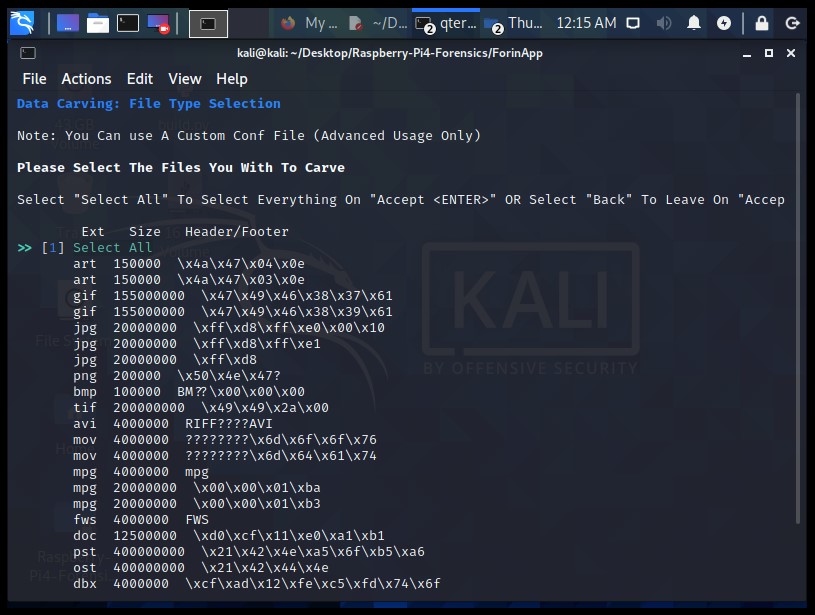 My ... ~/D... qter... 2 Thu... 2 12:15 AM
kali@kali: ~/Desktop/Raspberry-Pi4-Forensics/ForinApp
File Actions Edit View Help
Data Carving: File Type Selection
Note: You Can use A Custom Conf File (Advanced Usage Only)
Please Select The Files You With To Carve
Select "Select All" To Select Everything On "Accept <ENTER>" OR Select "Back" To Leave On "Accep
Ext Size Header/Footer
>> [1] Select All
art 150000 \x4a\x47\x04\x0e
art 150000 \x4a\x47\x03\x0e
gif 155000000 \x47\x49\x46\x38\x37\x61
gif 155000000 \x47\x49\x46\x38\x39\x61
jpg 20000000 \xff\xd8\xff\xe0\x00\x10
jpg 20000000 \xff\xd8\xff\xe1
jpg 20000000 \xff\xd8
png 200000 \x50\x4e\x47?
bmp 100000 BM??\x00\x00\x00
tif 200000000 \x49\x49\x2a\x00
avi 4000000 RIFF????AVI
mov 4000000 ????????\x6d\x6f\x6f\x76
mov 4000000 ????????\x6d\x64\x61\x74
mpg 4000000 mpg
mpg 20000000 \x00\x00\x01\xba
mpg 20000000 \x00\x00\x01\xb3
fws 4000000 FWS
doc 12500000 \xd0\xcf\x11\xe0\xa1\xb1
pst 400000000 \x21\x42\x4e\xa5\x6f\xb5\xa6
ost 400000000 \x21\x42\x44\x4e
dbx 4000000 \xcf\xad\x12\xfe\xc5\xfd\x74\x6f
KALI
BY OFFENSIVE SECURITY